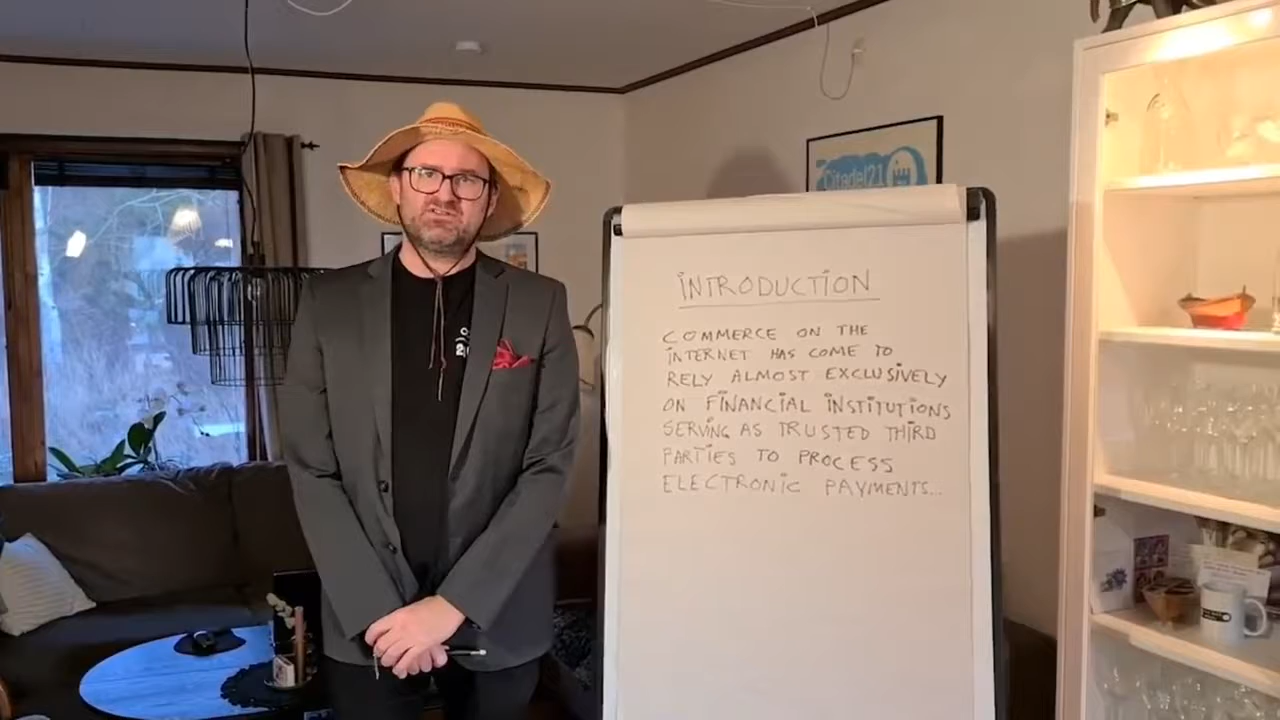 Citadel21
INTRODUCTION
COMMERCE ON THE
INTERNET HAS COME TO
RELY ALMOST EXCLUSIVELY
ON FINANCIAL INSTITUTIONS
SERVING AS TRUSTED THIRD
PARTIES TO PROCESS
ELECTRONIC PAYMENTS...